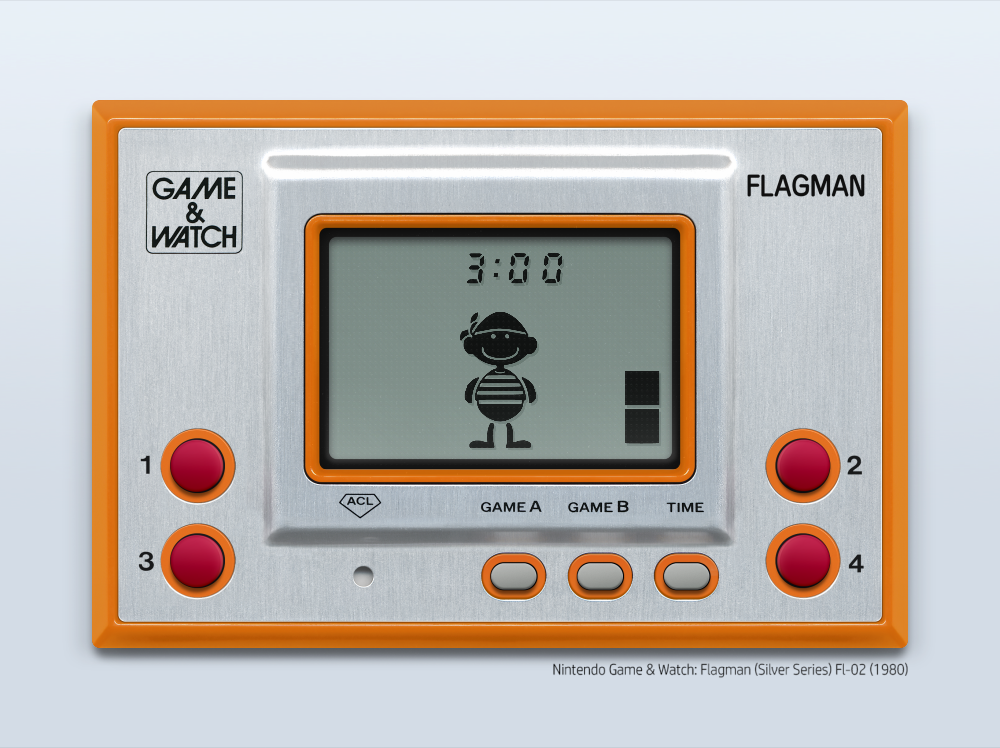 GAME
&
WATCH
FLAGMAN
3:00
1
2
3
4
ACL
GAME A
GAME B
TIME
Nintendo Game & Watch: Flagman (Silver Series) Fl-02 (1980)